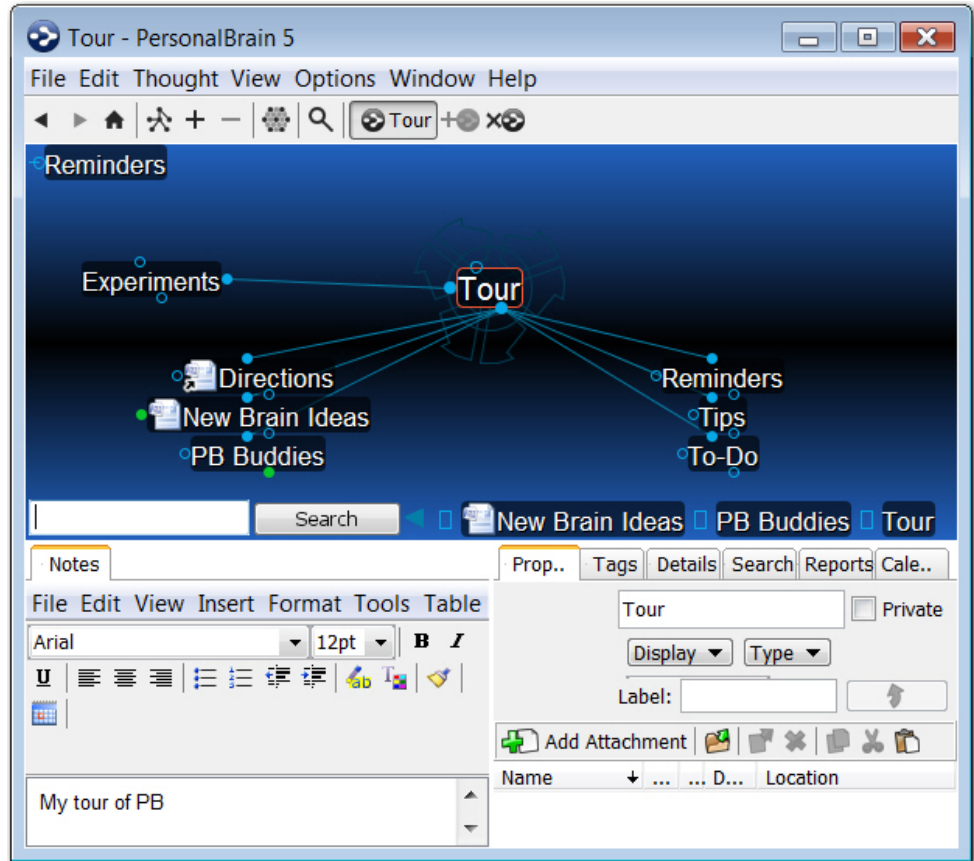 Tour - PersonalBrain 5
File Edit Thought View Options Window Help
Tour
Reminders
Experiments
Tour
Directions
New Brain Ideas
PB Buddies
Reminders
Tips
To-Do
Search
New Brain Ideas
PB Buddies
Tour
Notes
File Edit View Insert Format Tools Table
Arial
12pt
B I
U
My tour of PB
Prop.. Tags Details Search Reports Cale..
Tour
Private
Display
Type
Label:
Add Attachment
Name ... ... D... Location